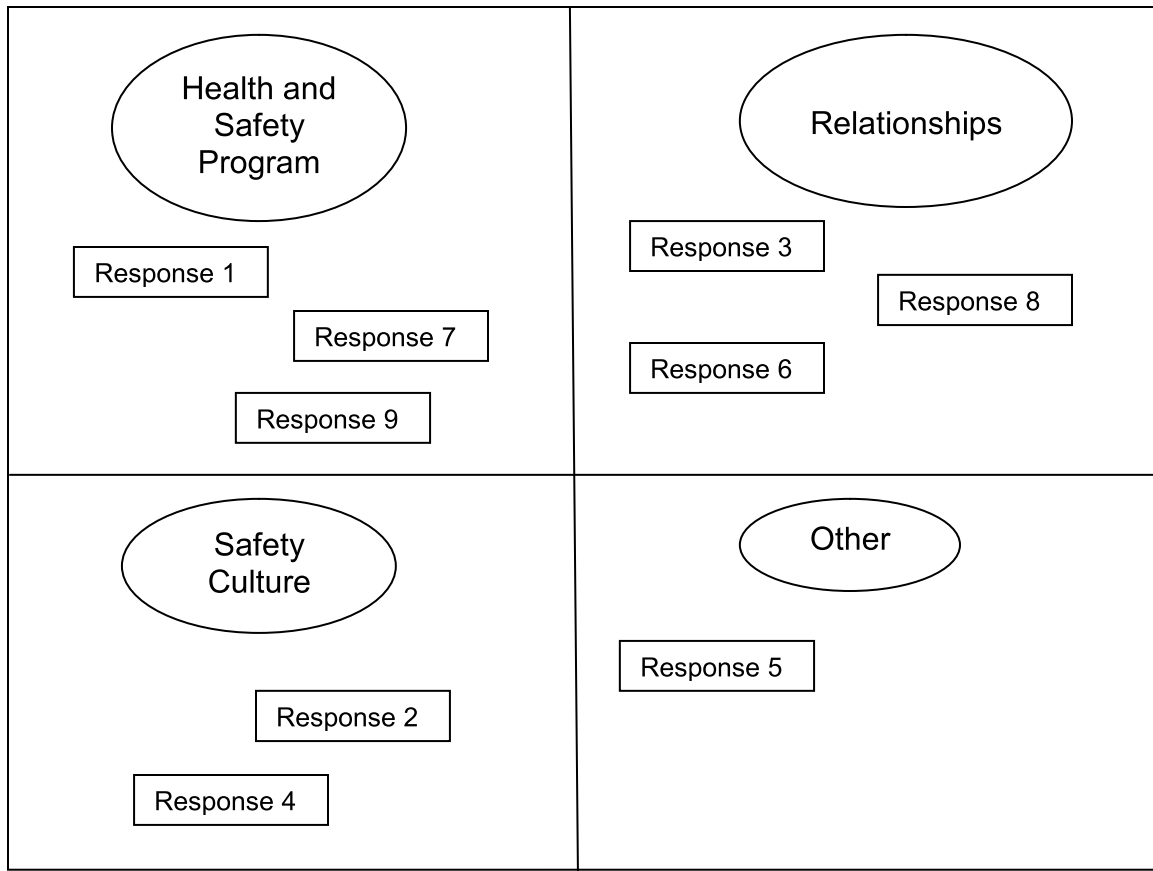 Health and
Safety
Program
Response 1
Response 7
Response 9
Relationships
Response 3
Response 8
Response 6
Safety
Culture
Response 2
Response 4
Other
Response 5